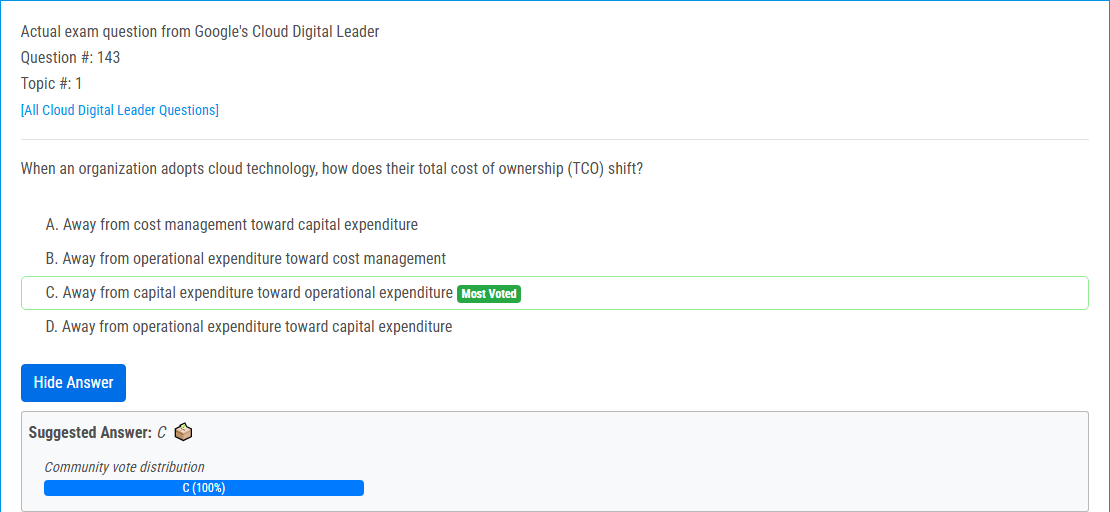 Actual exam question from Google's Cloud Digital Leader
Question #: 143
Topic #: 1
[All Cloud Digital Leader Questions]
When an organization adopts cloud technology, how does their total cost of ownership (TCO) shift?
A. Away from cost management toward capital expenditure
B. Away from operational expenditure toward cost management
C. Away from capital expenditure toward operational expenditure Most Voted
D. Away from operational expenditure toward capital expenditure
Hide Answer
Suggested Answer: C
Community vote distribution
C (100%)